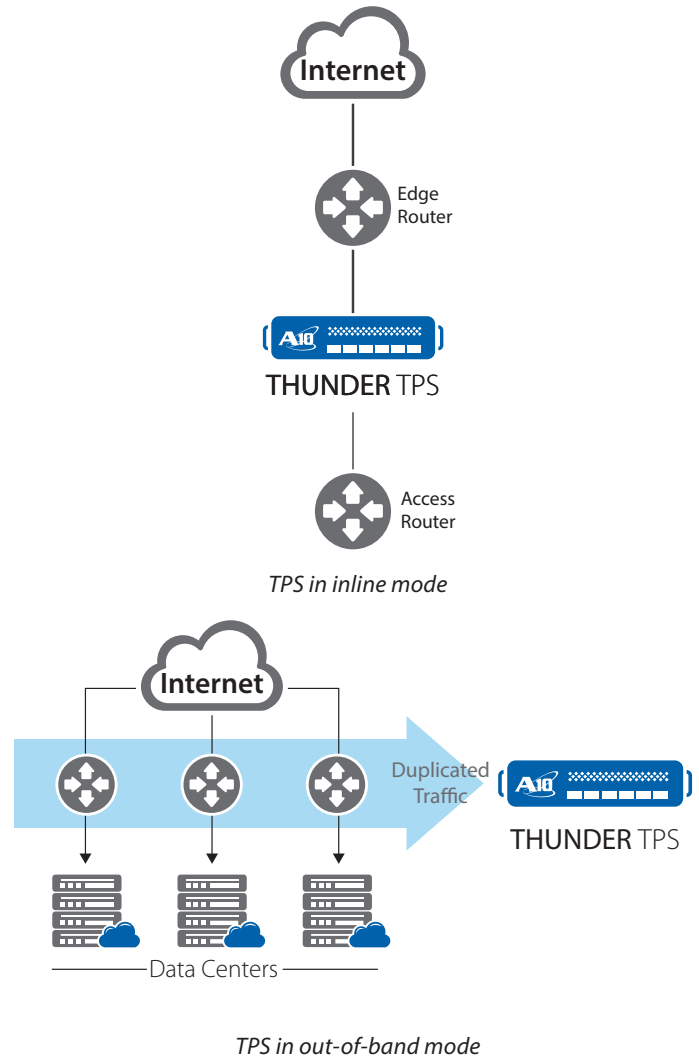 Internet
Edge
Router
A10
THUNDER TPS
Access
Router
TPS in inline mode
Internet
Duplicated
Traffic
A10
THUNDER TPS
Data Centers
TPS in out-of-band mode